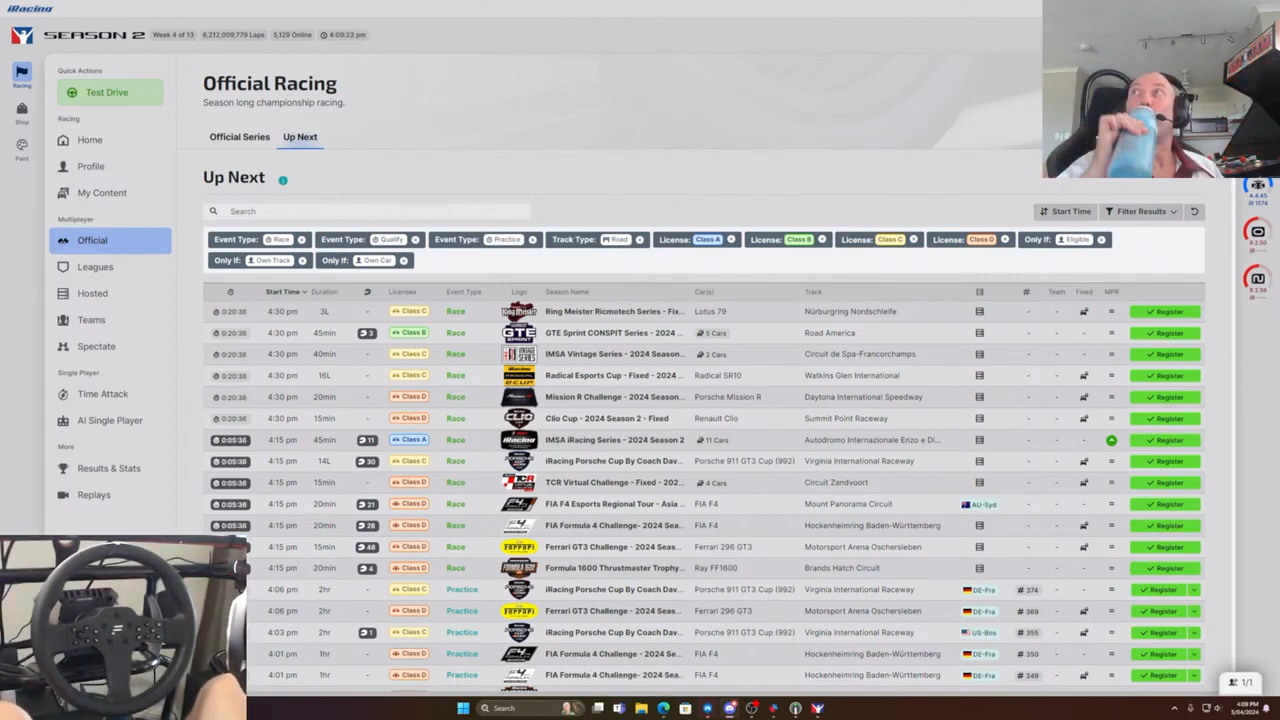 iRacing
SEASON 2 Week 4 of 13 6,212,009,779 Laps 5,129 Online 4:09:23 pm
Racing
Shop
Paint
Quick Actions
Test Drive
Racing
Home
Profile
My Content
Multiplayer
Official
Leagues
Hosted
Teams
Spectate
Single Player
Time Attack
AI Single Player
More
Results & Stats
Replays
Official Racing
Season long championship racing.
Official Series Up Next
Up Next
Search Start Time Filter Results
Event Type: Race Event Type: Qualify Event Type: Practice Track Type: Road License: Class A License: Class B License: Class C License: Class D Only If: Eligible
Only If: Own Track Only If: Own Car
Start Time Duration Licenses Event Type Logo Season Name Car(s) Track # Team Fixed MPR
0:20:36 4:30 pm 3L - Class C Race Ring Meister Ricmotech Series - Fix... Lotus 79 Nürburgring Nordschleife - - = Register
0:20:36 4:30 pm 45min 3 Class B Race GTE Sprint CONSPIT Series - 2024 ... 5 Cars Road America - - - = Register
0:20:36 4:30 pm 40min - Class C Race IMSA Vintage Series - 2024 Season... 2 Cars Circuit de Spa-Francorchamps - - - = Register
0:20:36 4:30 pm 16L - Class C Race Radical Esports Cup - Fixed - 2024... Radical SR10 Watkins Glen International - - = Register
0:20:36 4:30 pm 20min - Class D Race Mission R Challenge - 2024 Season... Porsche Mission R Daytona International Speedway - - = Register
0:20:36 4:30 pm 15min - Class D Race Clio Cup - 2024 Season 2 - Fixed Renault Clio Summit Point Raceway - - = Register
0:05:36 4:15 pm 45min 11 Class A Race IMSA iRacing Series - 2024 Season 2 11 Cars Autodromo Internazionale Enzo e Di... - - - Register
0:05:36 4:15 pm 14L 30 Class C Race iRacing Porsche Cup By Coach Dav... Porsche 911 GT3 Cup (992) Virginia International Raceway - - = Register
0:05:36 4:15 pm 15min - Class D Race TCR Virtual Challenge - Fixed - 202... 4 Cars Circuit Zandvoort - - = Register
0:05:36 4:15 pm 20min 21 Class D Race FIA F4 Esports Regional Tour - Asia ... FIA F4 Mount Panorama Circuit AU-Syd - - = Register
0:05:36 4:15 pm 20min 28 Class D Race FIA Formula 4 Challenge- 2024 Sea... FIA F4 Hockenheimring Baden-Württemberg - - = Register
0:05:36 4:15 pm 15min 48 Class D Race Ferrari GT3 Challenge - 2024 Seas... Ferrari 296 GT3 Motorsport Arena Oschersleben - - = Register
0:05:36 4:15 pm 20min 4 Class D Race Formula 1600 Thrustmaster Trophy... Ray FF1600 Brands Hatch Circuit - - = Register
4:06 pm 2hr - Class C Practice iRacing Porsche Cup By Coach Dav... Porsche 911 GT3 Cup (992) Virginia International Raceway DE-Fra # 374 - = Register
4:06 pm 2hr - Class D Practice Ferrari GT3 Challenge - 2024 Seas... Ferrari 296 GT3 Motorsport Arena Oschersleben DE-Fra # 369 - = Register
4:03 pm 2hr 1 Class C Practice iRacing Porsche Cup By Coach Dav... Porsche 911 GT3 Cup (992) Virginia International Raceway US-Bos # 355 - = Register
4:01 pm 1hr - Class D Practice FIA Formula 4 Challenge - 2024 Se... FIA F4 Hockenheimring Baden-Württemberg DE-Fra # 350 - = Register
4:01 pm 1hr - Class D Practice FIA Formula 4 Challenge- 2024 Sea... FIA F4 Hockenheimring Baden-Württemberg DE-Fra # 349 - = Register
A 4.45
iR 1574
R 2.50
R 2.59
1/1
Search
4:09 PM
3/04/2024